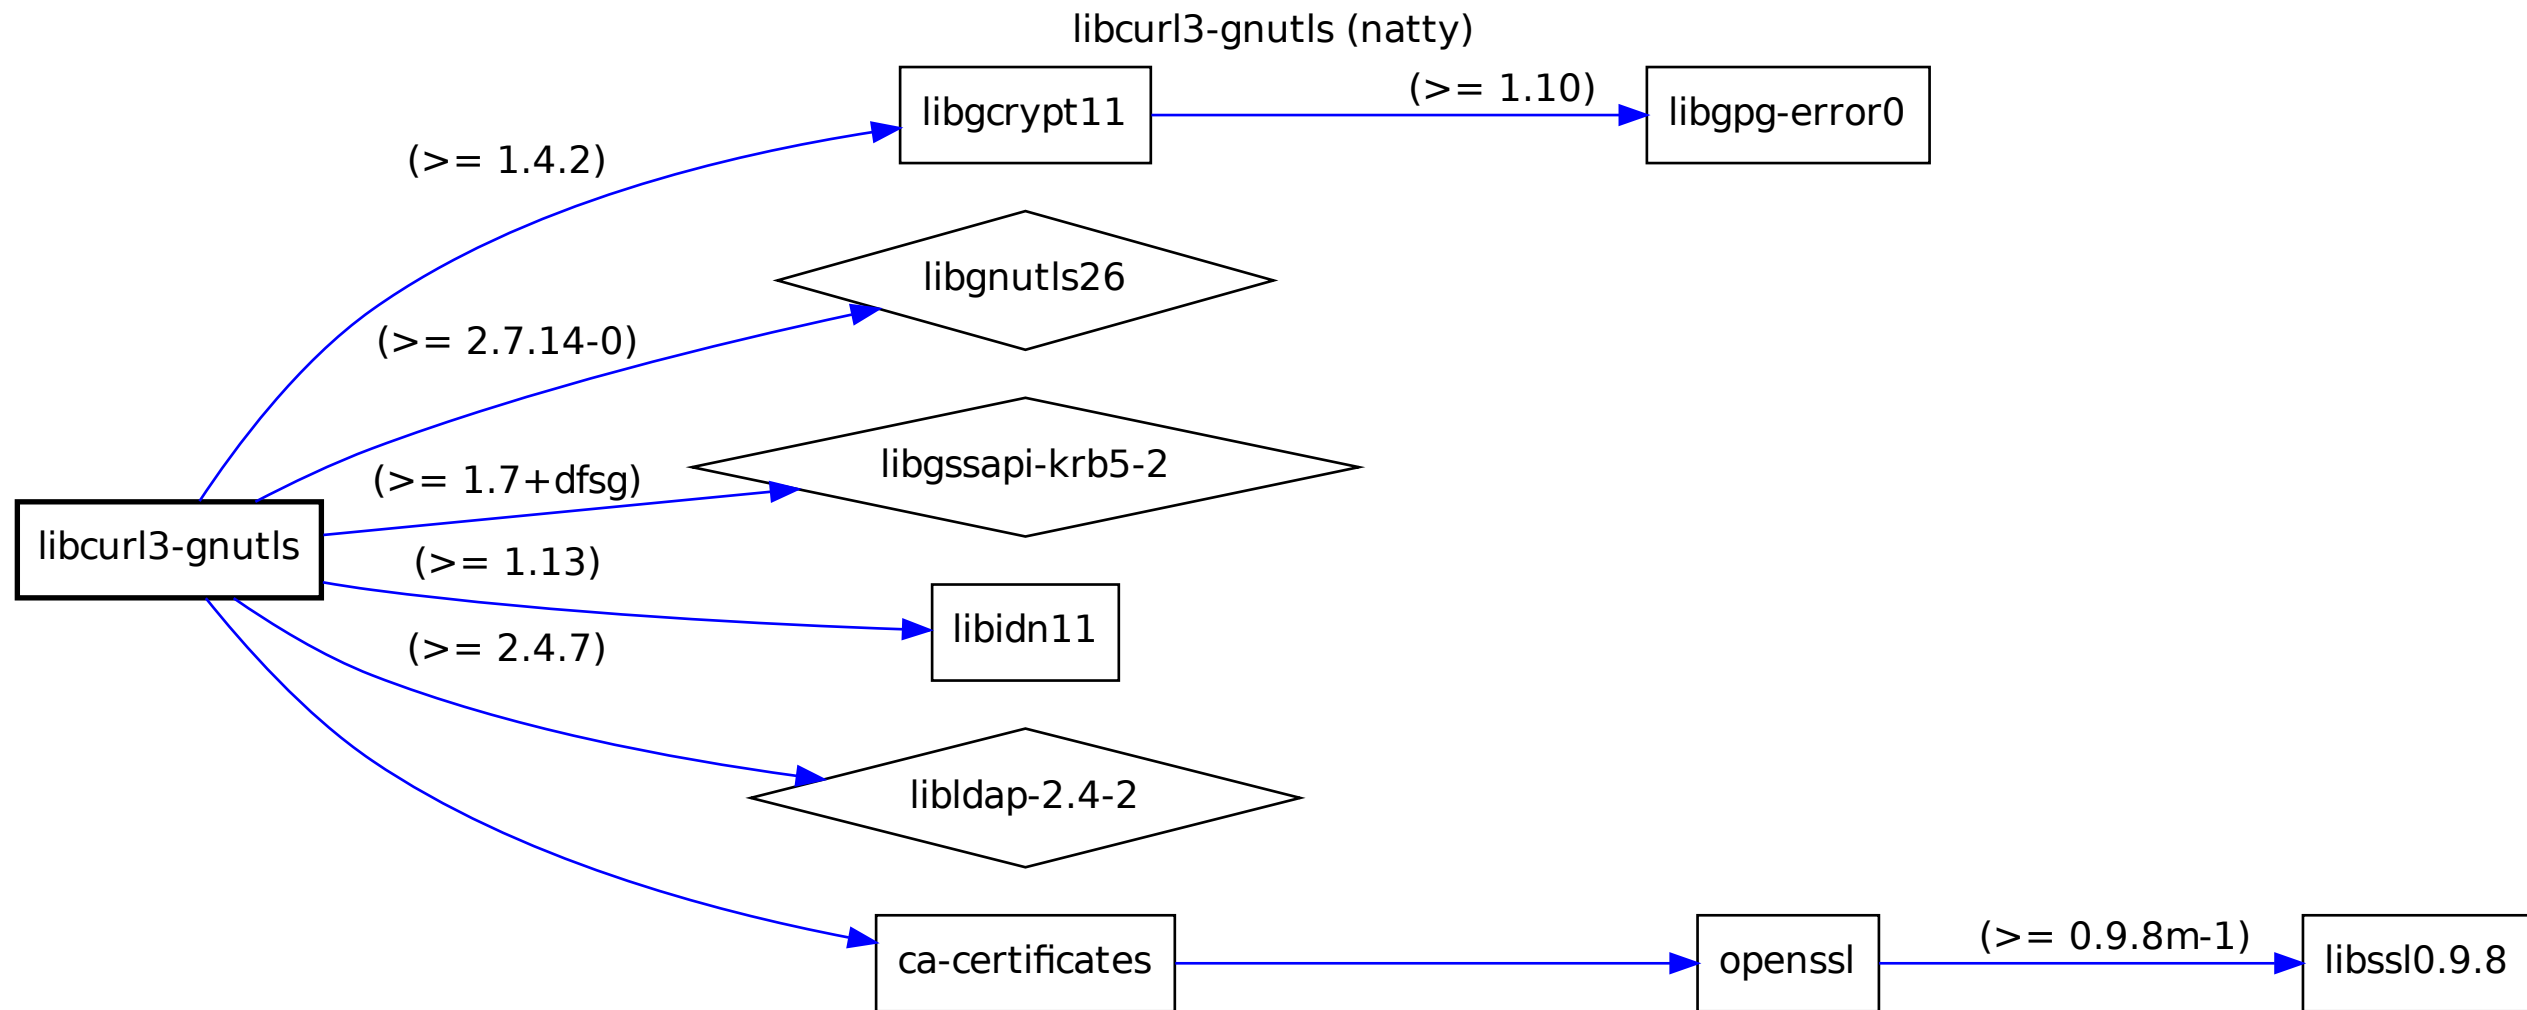 libcurl3-gnutls (natty)
libgcrypt11
(>= 1.10)
libgpg-error0
(>= 1.4.2)
libgnutls26
(>= 2.7.14-0)
libgssapi-krb5-2
(>= 1.7+dfsg)
libcurl3-gnutls
(>= 1.13)
libidn11
(>= 2.4.7)
libldap-2.4-2
ca-certificates
openssl
(>= 0.9.8m-1)
libssl0.9.8